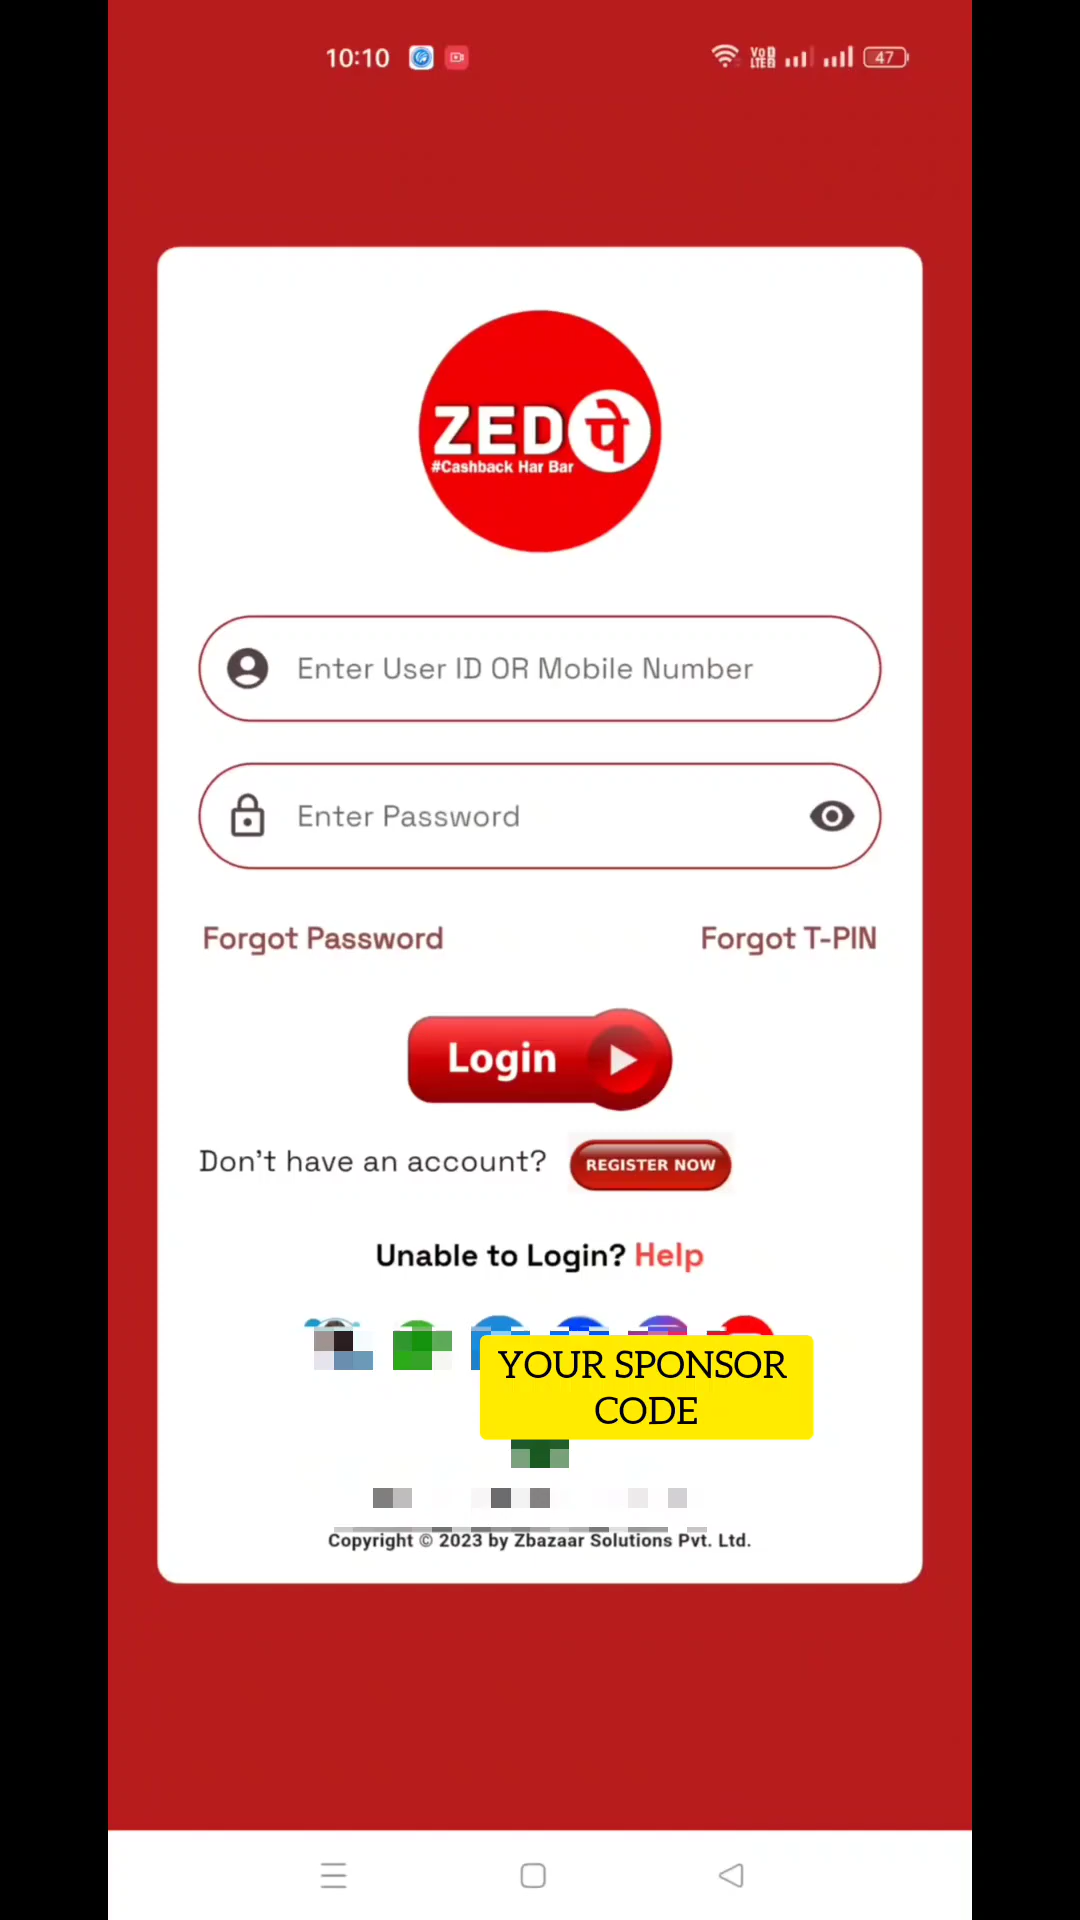 10:10
VoD
LTE2
47
ZED पे
#Cashback Har Bar
Enter User ID OR Mobile Number
Enter Password
Forgot Password
Forgot T-PIN
Login
Don't have an account?
REGISTER NOW
Unable to Login? Help
YOUR SPONSOR
CODE
Copyright © 2023 by Zbazaar Solutions Pvt. Ltd.